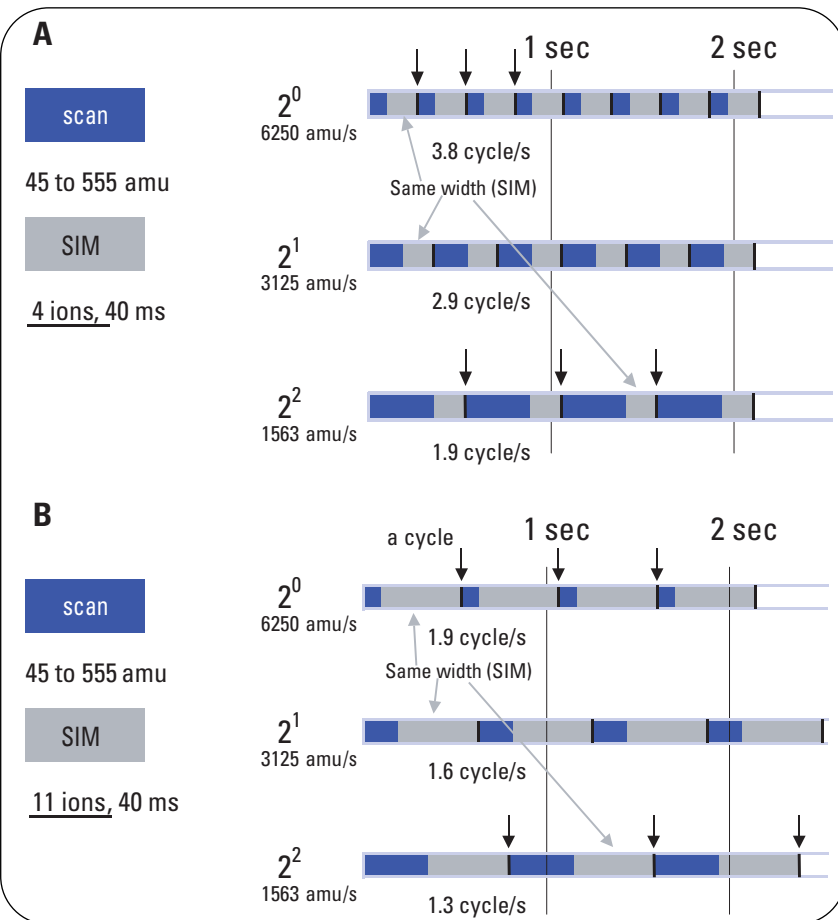 A
1 sec 2 sec
scan
2^0
6250 amu/s
3.8 cycle/s
45 to 555 amu
Same width (SIM)
SIM
2^1
3125 amu/s
2.9 cycle/s
4 ions, 40 ms
2^2
1563 amu/s
1.9 cycle/s
B
a cycle 1 sec 2 sec
scan
2^0
6250 amu/s
1.9 cycle/s
45 to 555 amu
Same width (SIM)
SIM
2^1
3125 amu/s
1.6 cycle/s
11 ions, 40 ms
2^2
1563 amu/s
1.3 cycle/s